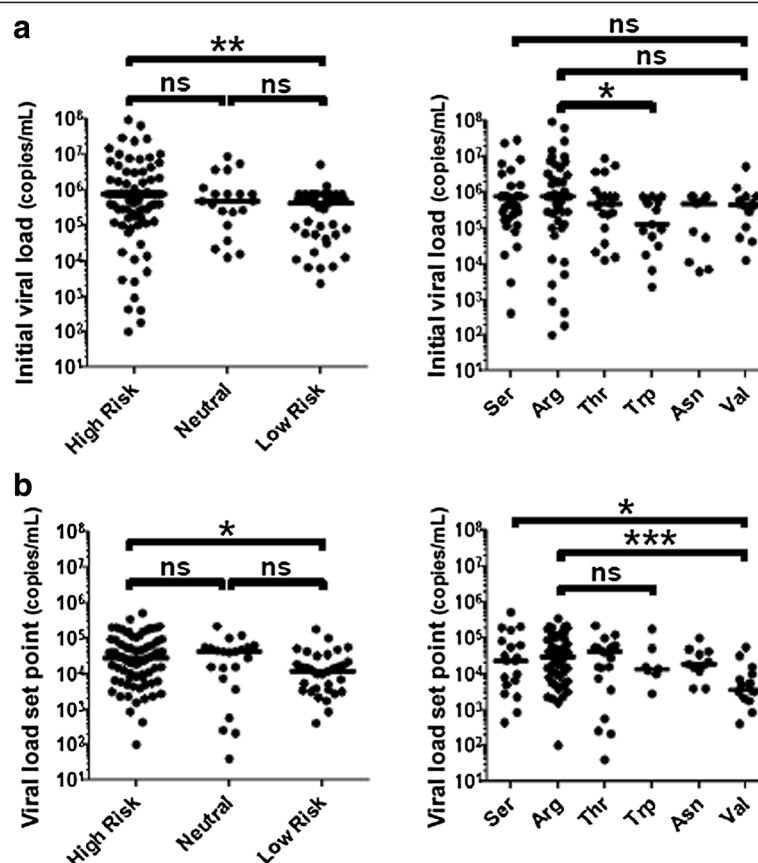 a
**
ns
ns
Initial viral load (copies/mL)
10⁸
10⁷
10⁶
10⁵
10⁴
10³
10²
10¹
High Risk
Neutral
Low Risk
ns
ns
*
Initial viral load (copies/mL)
10⁸
10⁷
10⁶
10⁵
10⁴
10³
10²
10¹
Ser
Arg
Thr
Trp
Asn
Val
b
*
ns
ns
Viral load set point (copies/mL)
10⁸
10⁷
10⁶
10⁵
10⁴
10³
10²
10¹
High Risk
Neutral
Low Risk
*
***
ns
Viral load set point (copies/mL)
10⁸
10⁷
10⁶
10⁵
10⁴
10³
10²
10¹
Ser
Arg
Thr
Trp
Asn
Val